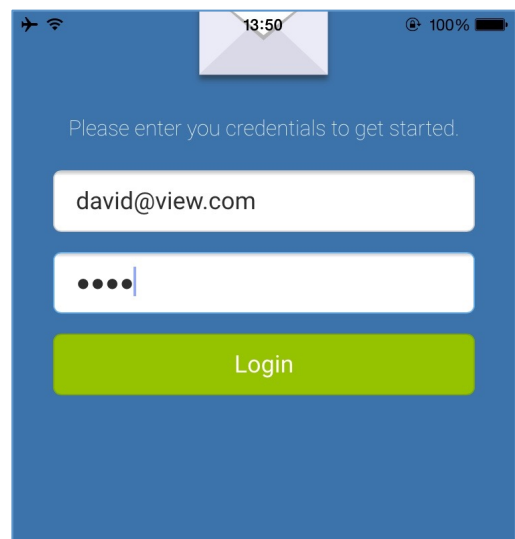 13:50
100%
Please enter you credentials to get started.
david@view.com
••••
Login